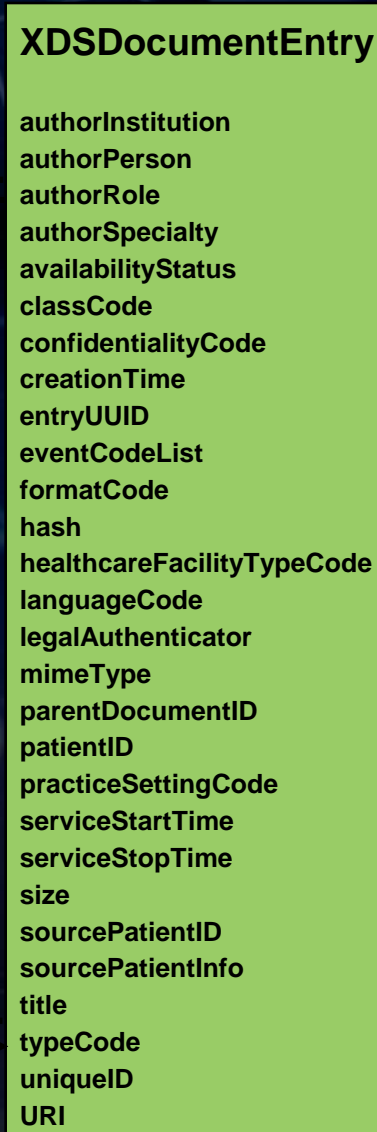 XDSDocumentEntry
authorInstitution
authorPerson
authorRole
authorSpecialty
availabilityStatus
classCode
confidentialityCode
creationTime
entryUUID
eventCodeList
formatCode
hash
healthcareFacilityTypeCode
languageCode
legalAuthenticator
mimeType
parentDocumentID
patientID
practiceSettingCode
serviceStartTime
serviceStopTime
size
sourcePatientID
sourcePatientInfo
title
typeCode
uniqueID
URI